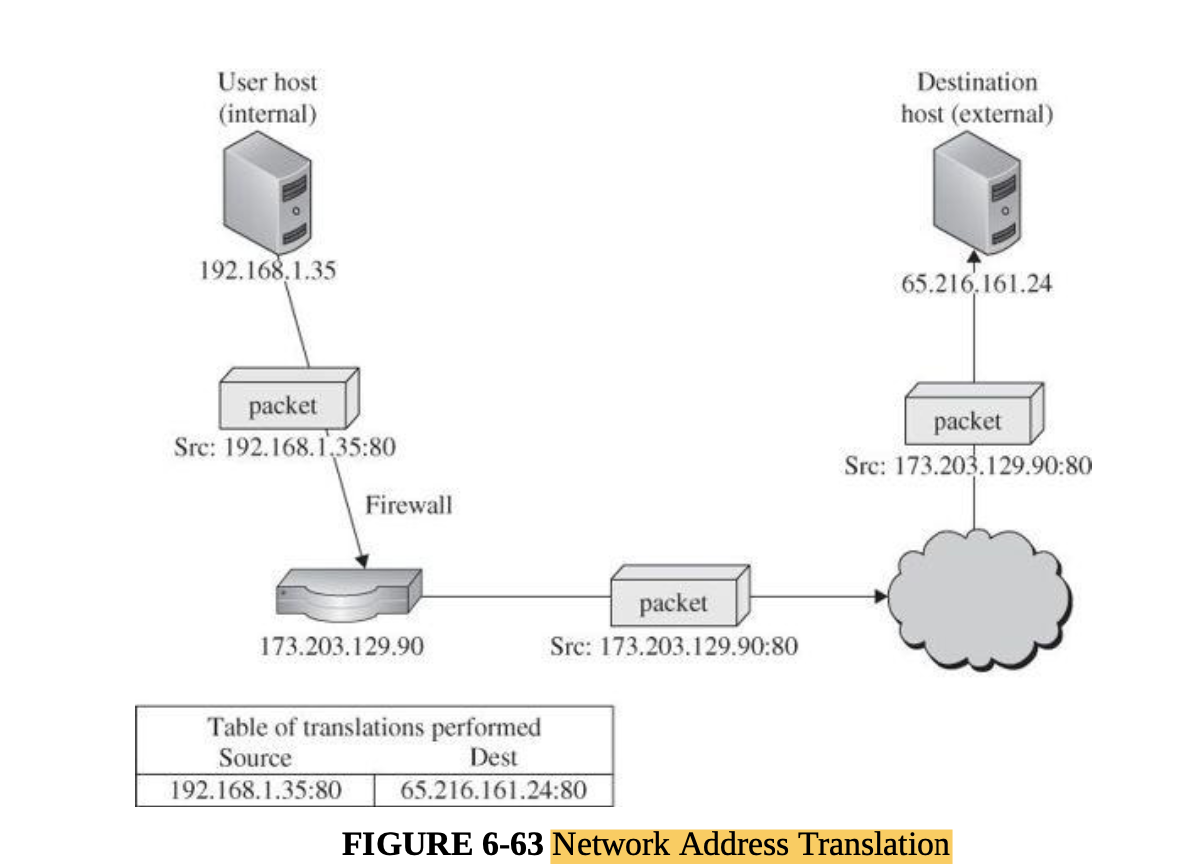 User host
(internal)
Destination
host (external)
192.168.1.35
65.216.161.24
packet
Src: 192.168.1.35:80
packet
Src: 173.203.129.90:80
Firewall
173.203.129.90
packet
Src: 173.203.129.90:80
Table of translations performed
Source Dest
192.168.1.35:80 65.216.161.24:80
FIGURE 6-63 Network Address Translation